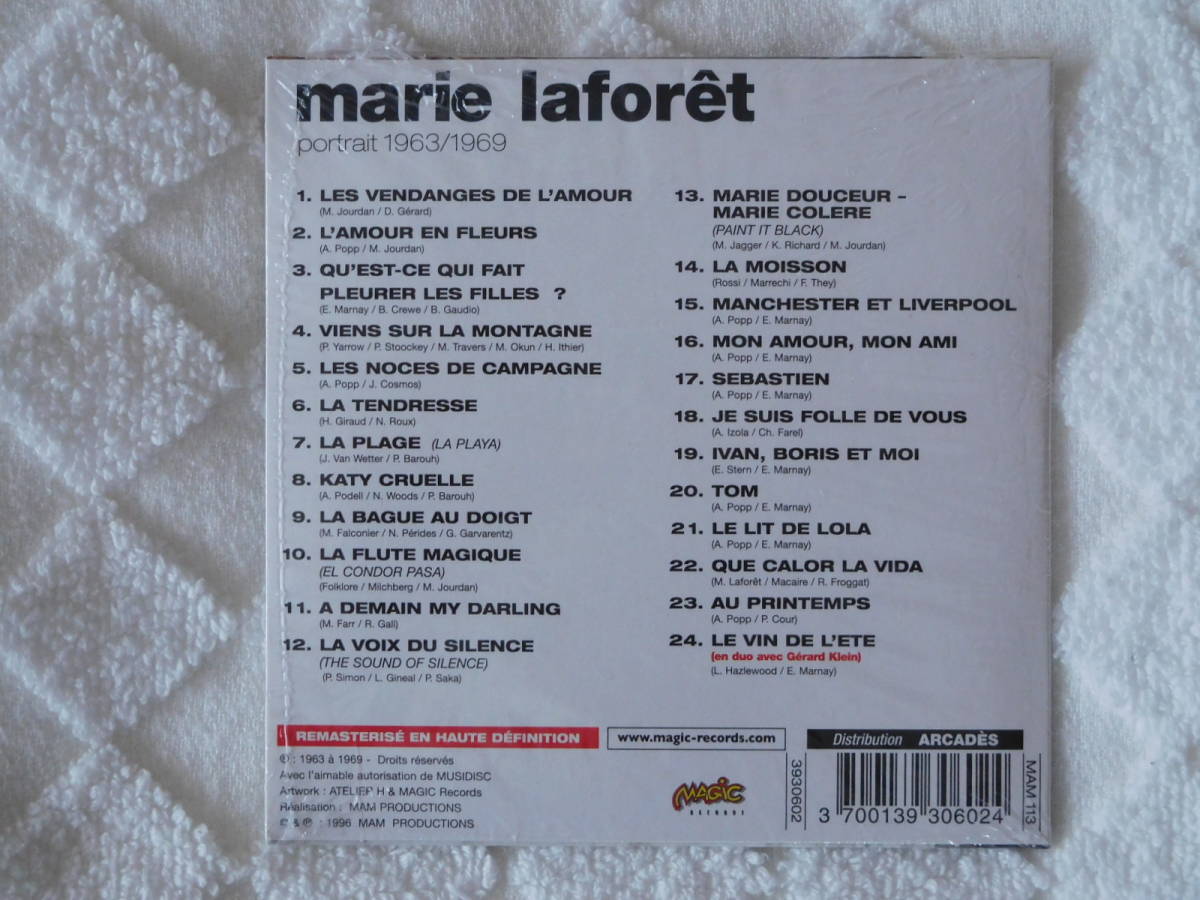 marie laforêt
portrait 1963/1969
1. LES VENDANGES DE L'AMOUR
(M. Jourdan / D. Gérard)
2. L'AMOUR EN FLEURS
(A. Popp / M. Jourdan)
3. QU'EST-CE QUI FAIT
PLEURER LES FILLES ?
(E. Marnay / B. Crewe / B. Gaudio)
4. VIENS SUR LA MONTAGNE
(P. Yarrow / P. Stoockey / M. Travers / M. Okun / H. Ithier)
5. LES NOCES DE CAMPAGNE
(A. Popp / J. Cosmos)
6. LA TENDRESSE
(H. Giraud / N. Roux)
7. LA PLAGE (LA PLAYA)
(J. Van Wetter / P. Barouh)
8. KATY CRUELLE
(A. Podell / N. Woods / P. Barouh)
9. LA BAGUE AU DOIGT
(M. Falconier / N. Pérides / G. Garvarentz)
10. LA FLUTE MAGIQUE
(EL CONDOR PASA)
(Folklore / Milchberg / M. Jourdan)
11. A DEMAIN MY DARLING
(M. Farr / R. Gall)
12. LA VOIX DU SILENCE
(THE SOUND OF SILENCE)
(P. Simon / L. Gineal / P. Saka)
13. MARIE DOUCEUR -
MARIE COLERE
(PAINT IT BLACK)
(M. Jagger / K. Richard / M. Jourdan)
14. LA MOISSON
(Rossi / Marrechi / F. They)
15. MANCHESTER ET LIVERPOOL
(A. Popp / E. Marnay)
16. MON AMOUR, MON AMI
(A. Popp / E. Marnay)
17. SEBASTIEN
(A. Popp / E. Marnay)
18. JE SUIS FOLLE DE VOUS
(A. Izola / Ch. Farel)
19. IVAN, BORIS ET MOI
(E. Stern / E. Marnay)
20. TOM
(A. Popp / E. Marnay)
21. LE LIT DE LOLA
(A. Popp / E. Marnay)
22. QUE CALOR LA VIDA
(M. Laforêt / Macaire / R. Froggat)
23. AU PRINTEMPS
(A. Popp / P. Cour)
24. LE VIN DE L'ETE
(en duo avec Gérard Klein)
(L. Hazlewood / E. Marnay)
REMASTERISÉ EN HAUTE DÉFINITION
www.magic-records.com
Distribution ARCADÈS
℗ : 1963 à 1969 - Droits réservés
Avec l'aimable autorisation de MUSIDISC
Artwork : ATELIER H & MAGIC Records
Réalisation : MAM PRODUCTIONS
© & ℗ : 1996 MAM PRODUCTIONS
MAGIC
RECORDS
3930602
3 700139 306024
MAM 113